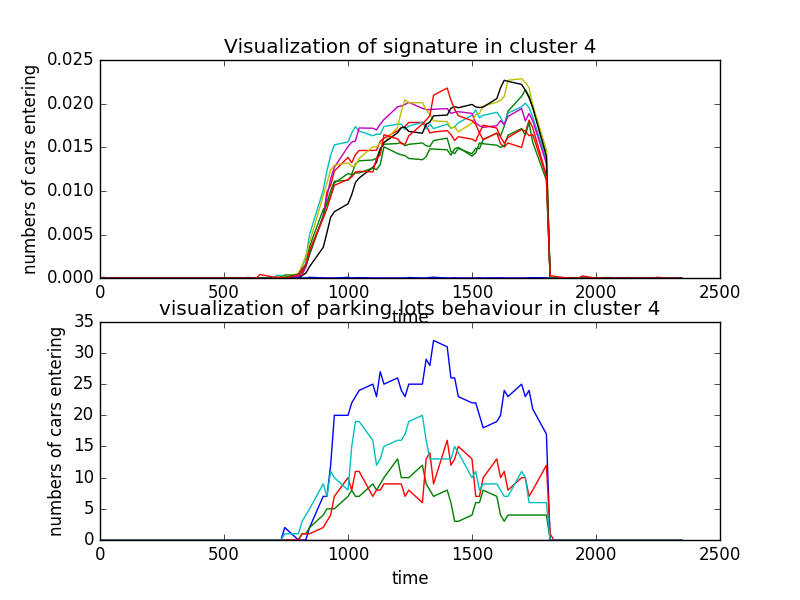 Visualization of signature in cluster 4
numbers of cars entering
0.025
0.020
0.015
0.010
0.005
0.000
0 500 1000 1500 2000 2500
time
visualization of parking lots behaviour in cluster 4
numbers of cars entering
35
30
25
20
15
10
5
0
0 500 1000 1500 2000 2500
time